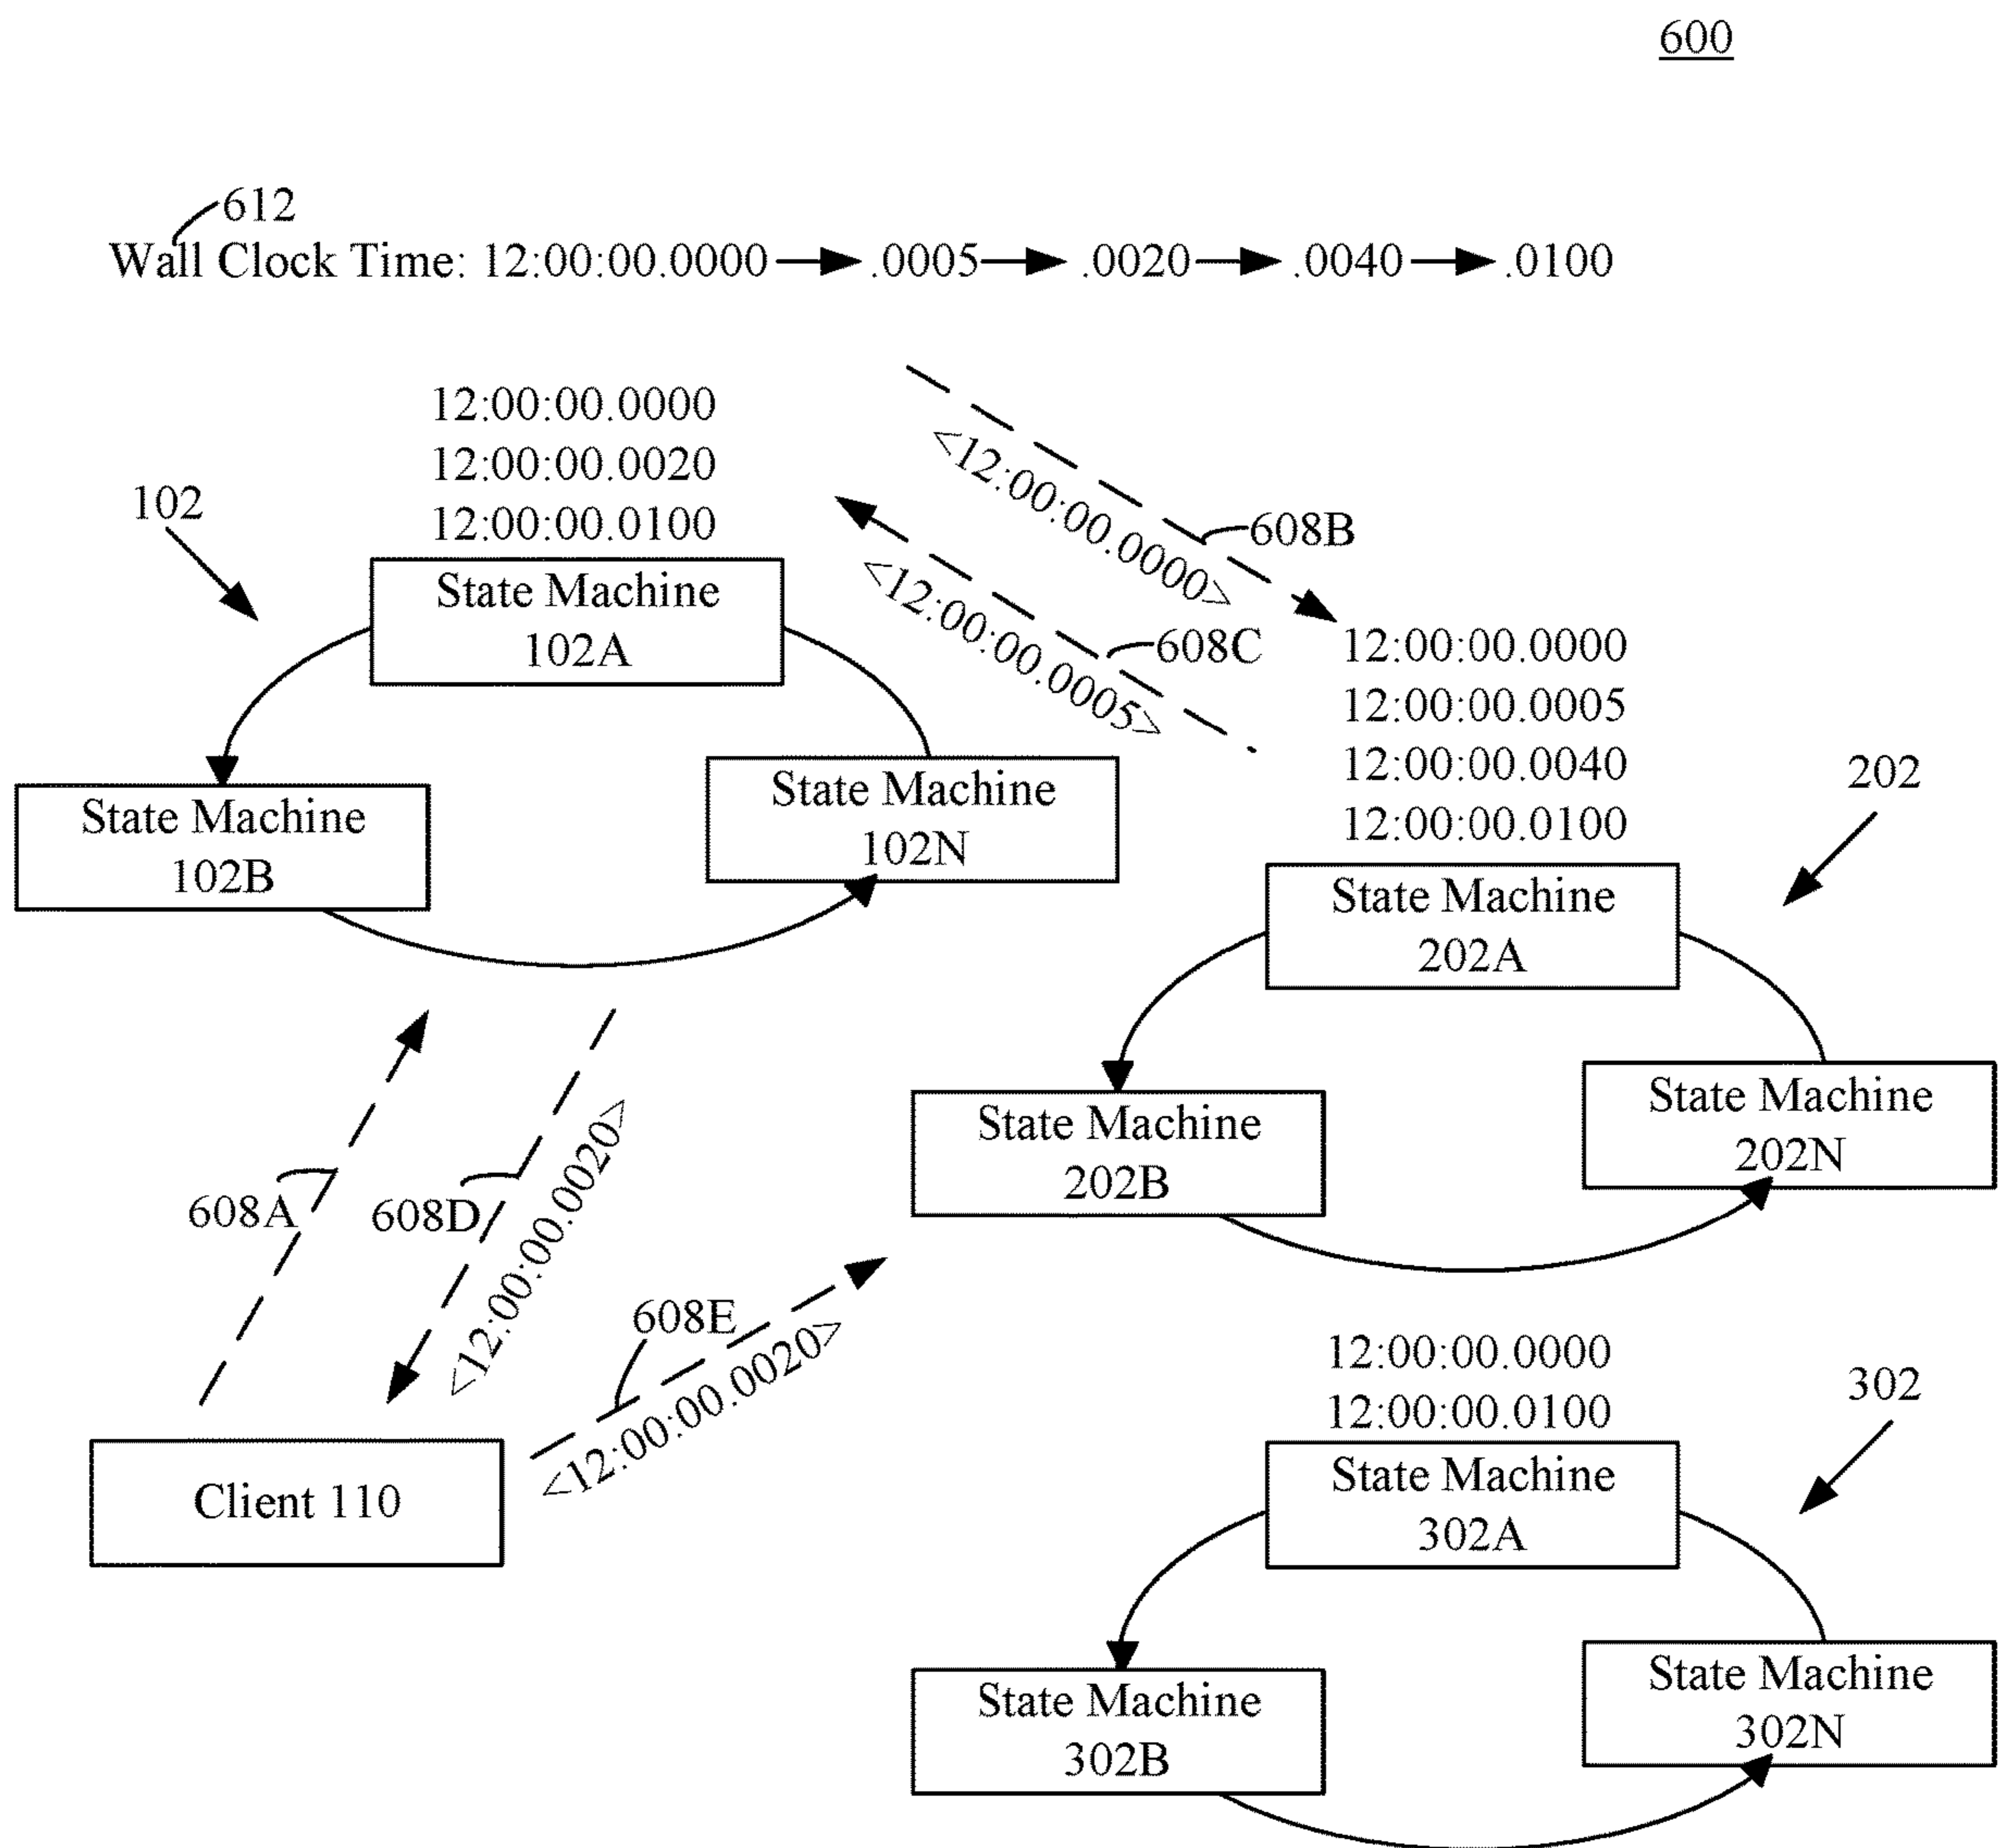 600
612
Wall Clock Time: 12:00:00.0000 .0005 .0020 .0040 .0100
12:00:00.0000
12:00:00.0020
12:00:00.0100
102
State Machine
102A
<12:00:00.0000>
608B
<12:00:00.0005>
608C
State Machine
102B
State Machine
102N
12:00:00.0000
12:00:00.0005
12:00:00.0040
12:00:00.0100
202
State Machine
202A
State Machine
202B
State Machine
202N
608A
608D
<12:00:00.0020>
608E
<12:00:00.0020>
Client 110
12:00:00.0000
12:00:00.0100
302
State Machine
302A
State Machine
302B
State Machine
302N